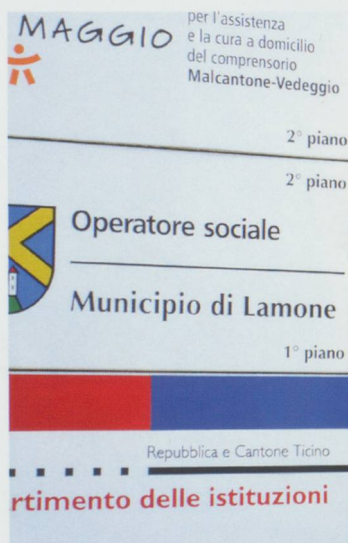 MAGGIO
per l'assistenza
e la cura a domicilio
del comprensorio
Malcantone-Vedeggio
2° piano
2° piano
Operatore sociale
Municipio di Lamone
1° piano
Repubblica e Cantone Ticino
rtimento delle istituzioni